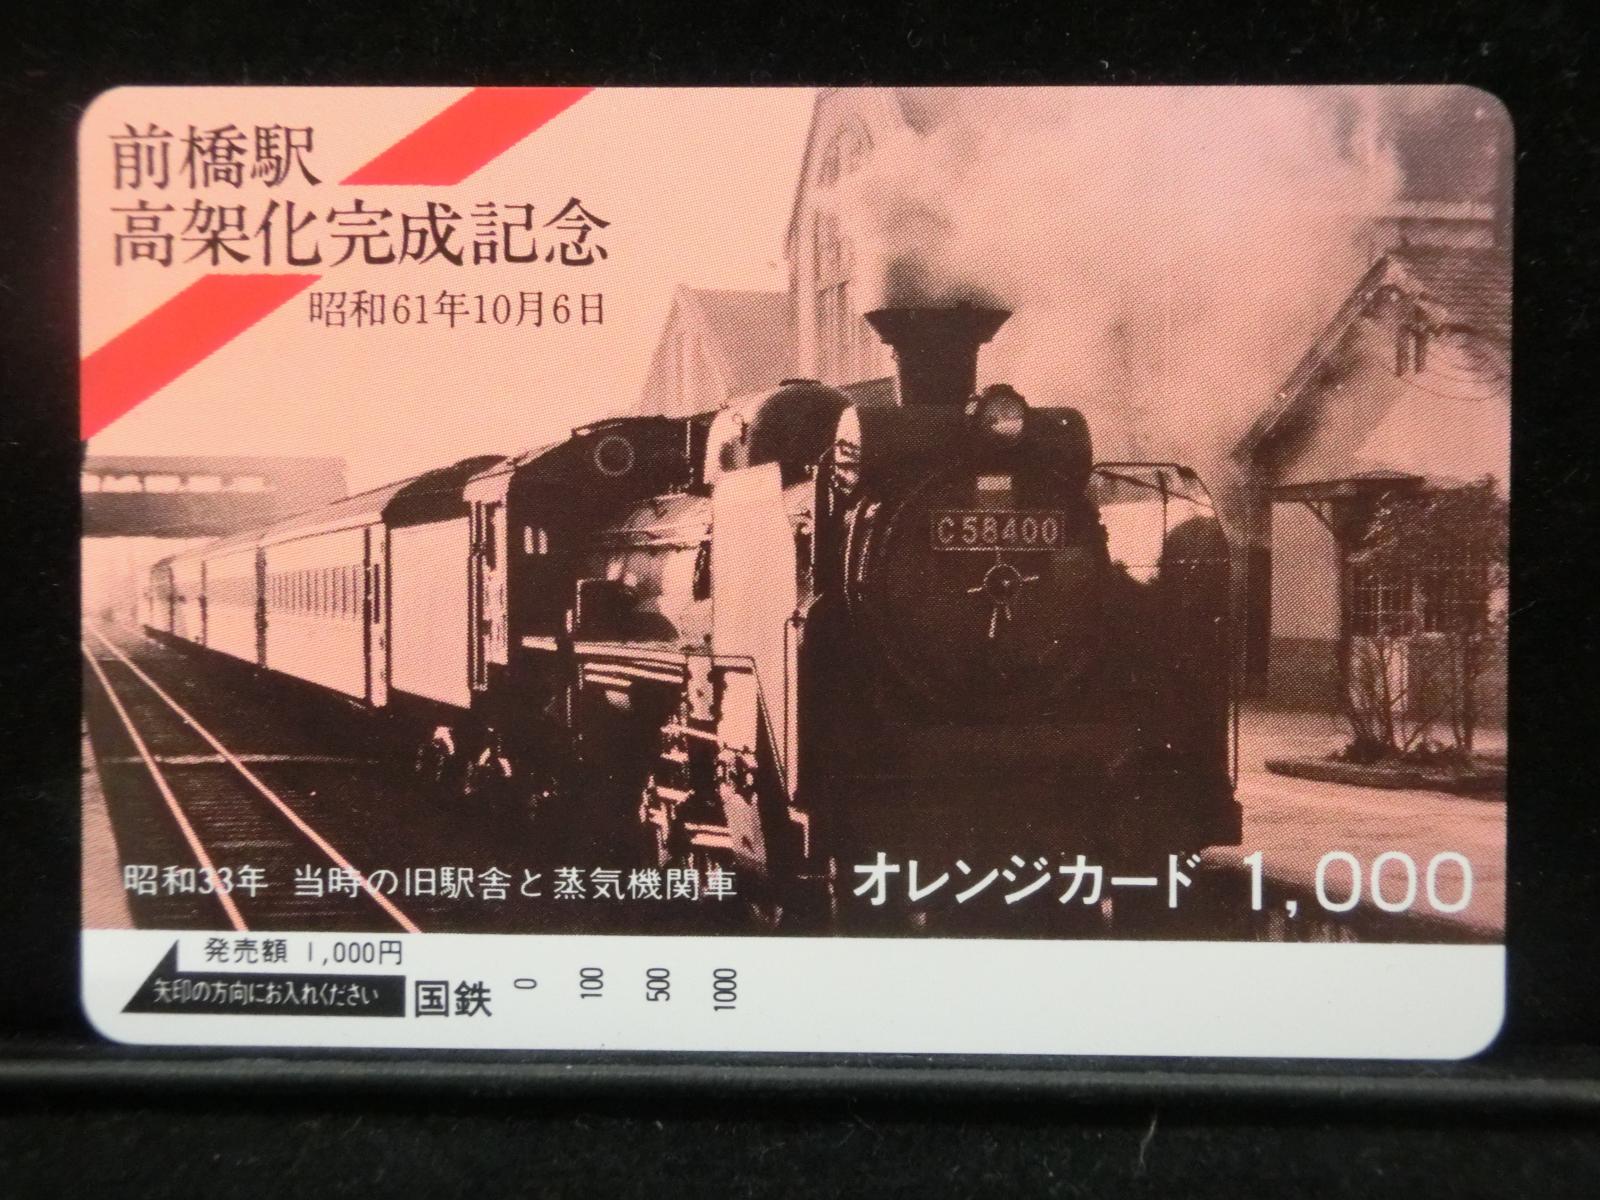 前橋駅
高架化完成記念
昭和61年10月6日
C58400
昭和33年 当時の旧駅舎と蒸気機関車
オレンジカード 1,000
発売額 1,000円
矢印の方向にお入れください
国鉄 0 100 500 1000